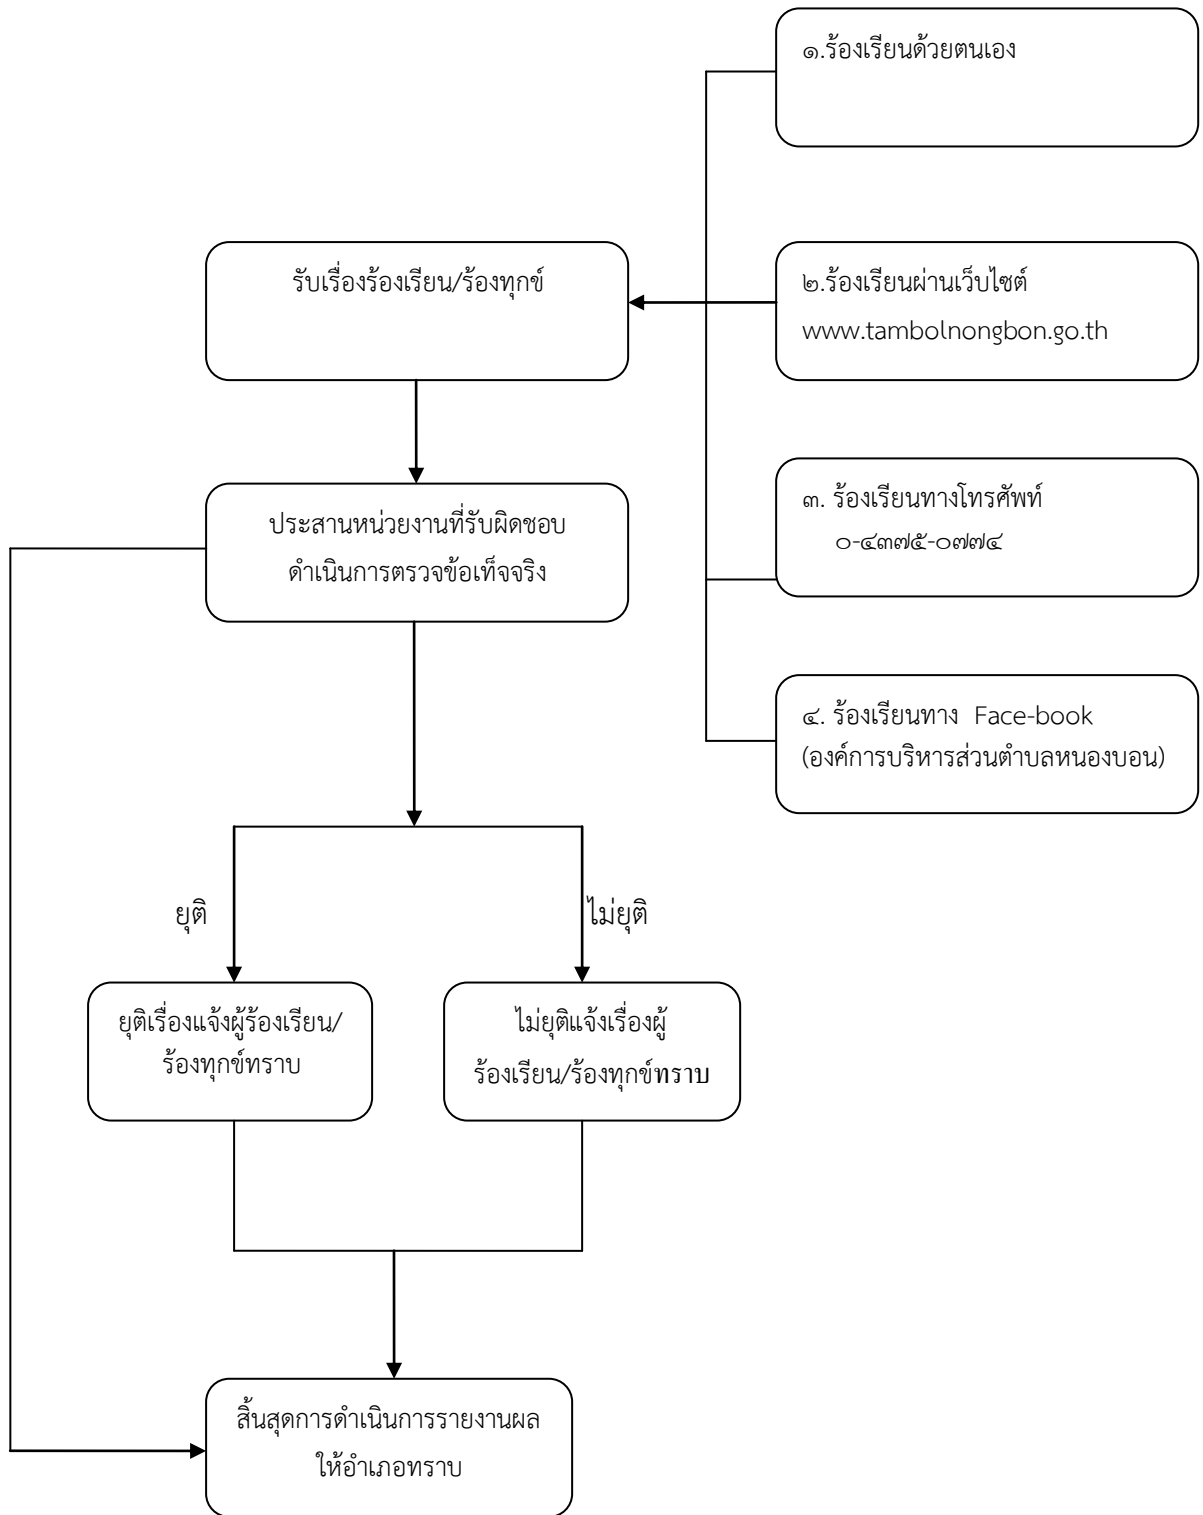 ๑.ร้องเรียนด้วยตนเอง
รับเรื่องร้องเรียน/ร้องทุกข์
๒.ร้องเรียนผ่านเว็บไซต์
www.tambolnongbon.go.th
๓. ร้องเรียนทางโทรศัพท์
๐-๔๓๗๕-๐๗๗๔
ประสานหน่วยงานที่รับผิดชอบ
ดำเนินการตรวจข้อเท็จจริง
๔. ร้องเรียนทาง Face-book
(องค์การบริหารส่วนตำบลหนองบอน)
ยุติ
ไม่ยุติ
ยุติเรื่องแจ้งผู้ร้องเรียน/
ร้องทุกข์ทราบ
ไม่ยุติแจ้งเรื่องผู้
ร้องเรียน/ร้องทุกข์ทราบ
สิ้นสุดการดำเนินการรายงานผล
ให้อำเภอทราบ